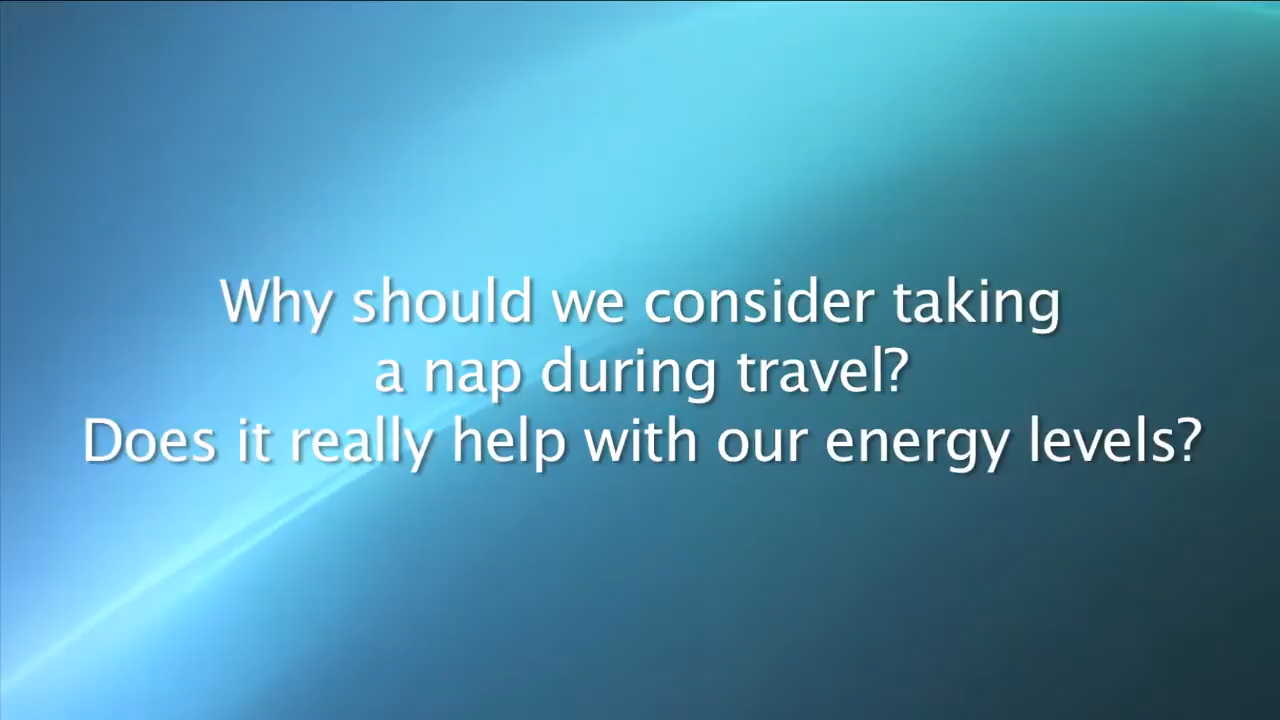 Why should we consider taking
a nap during travel?
Does it really help with our energy levels?